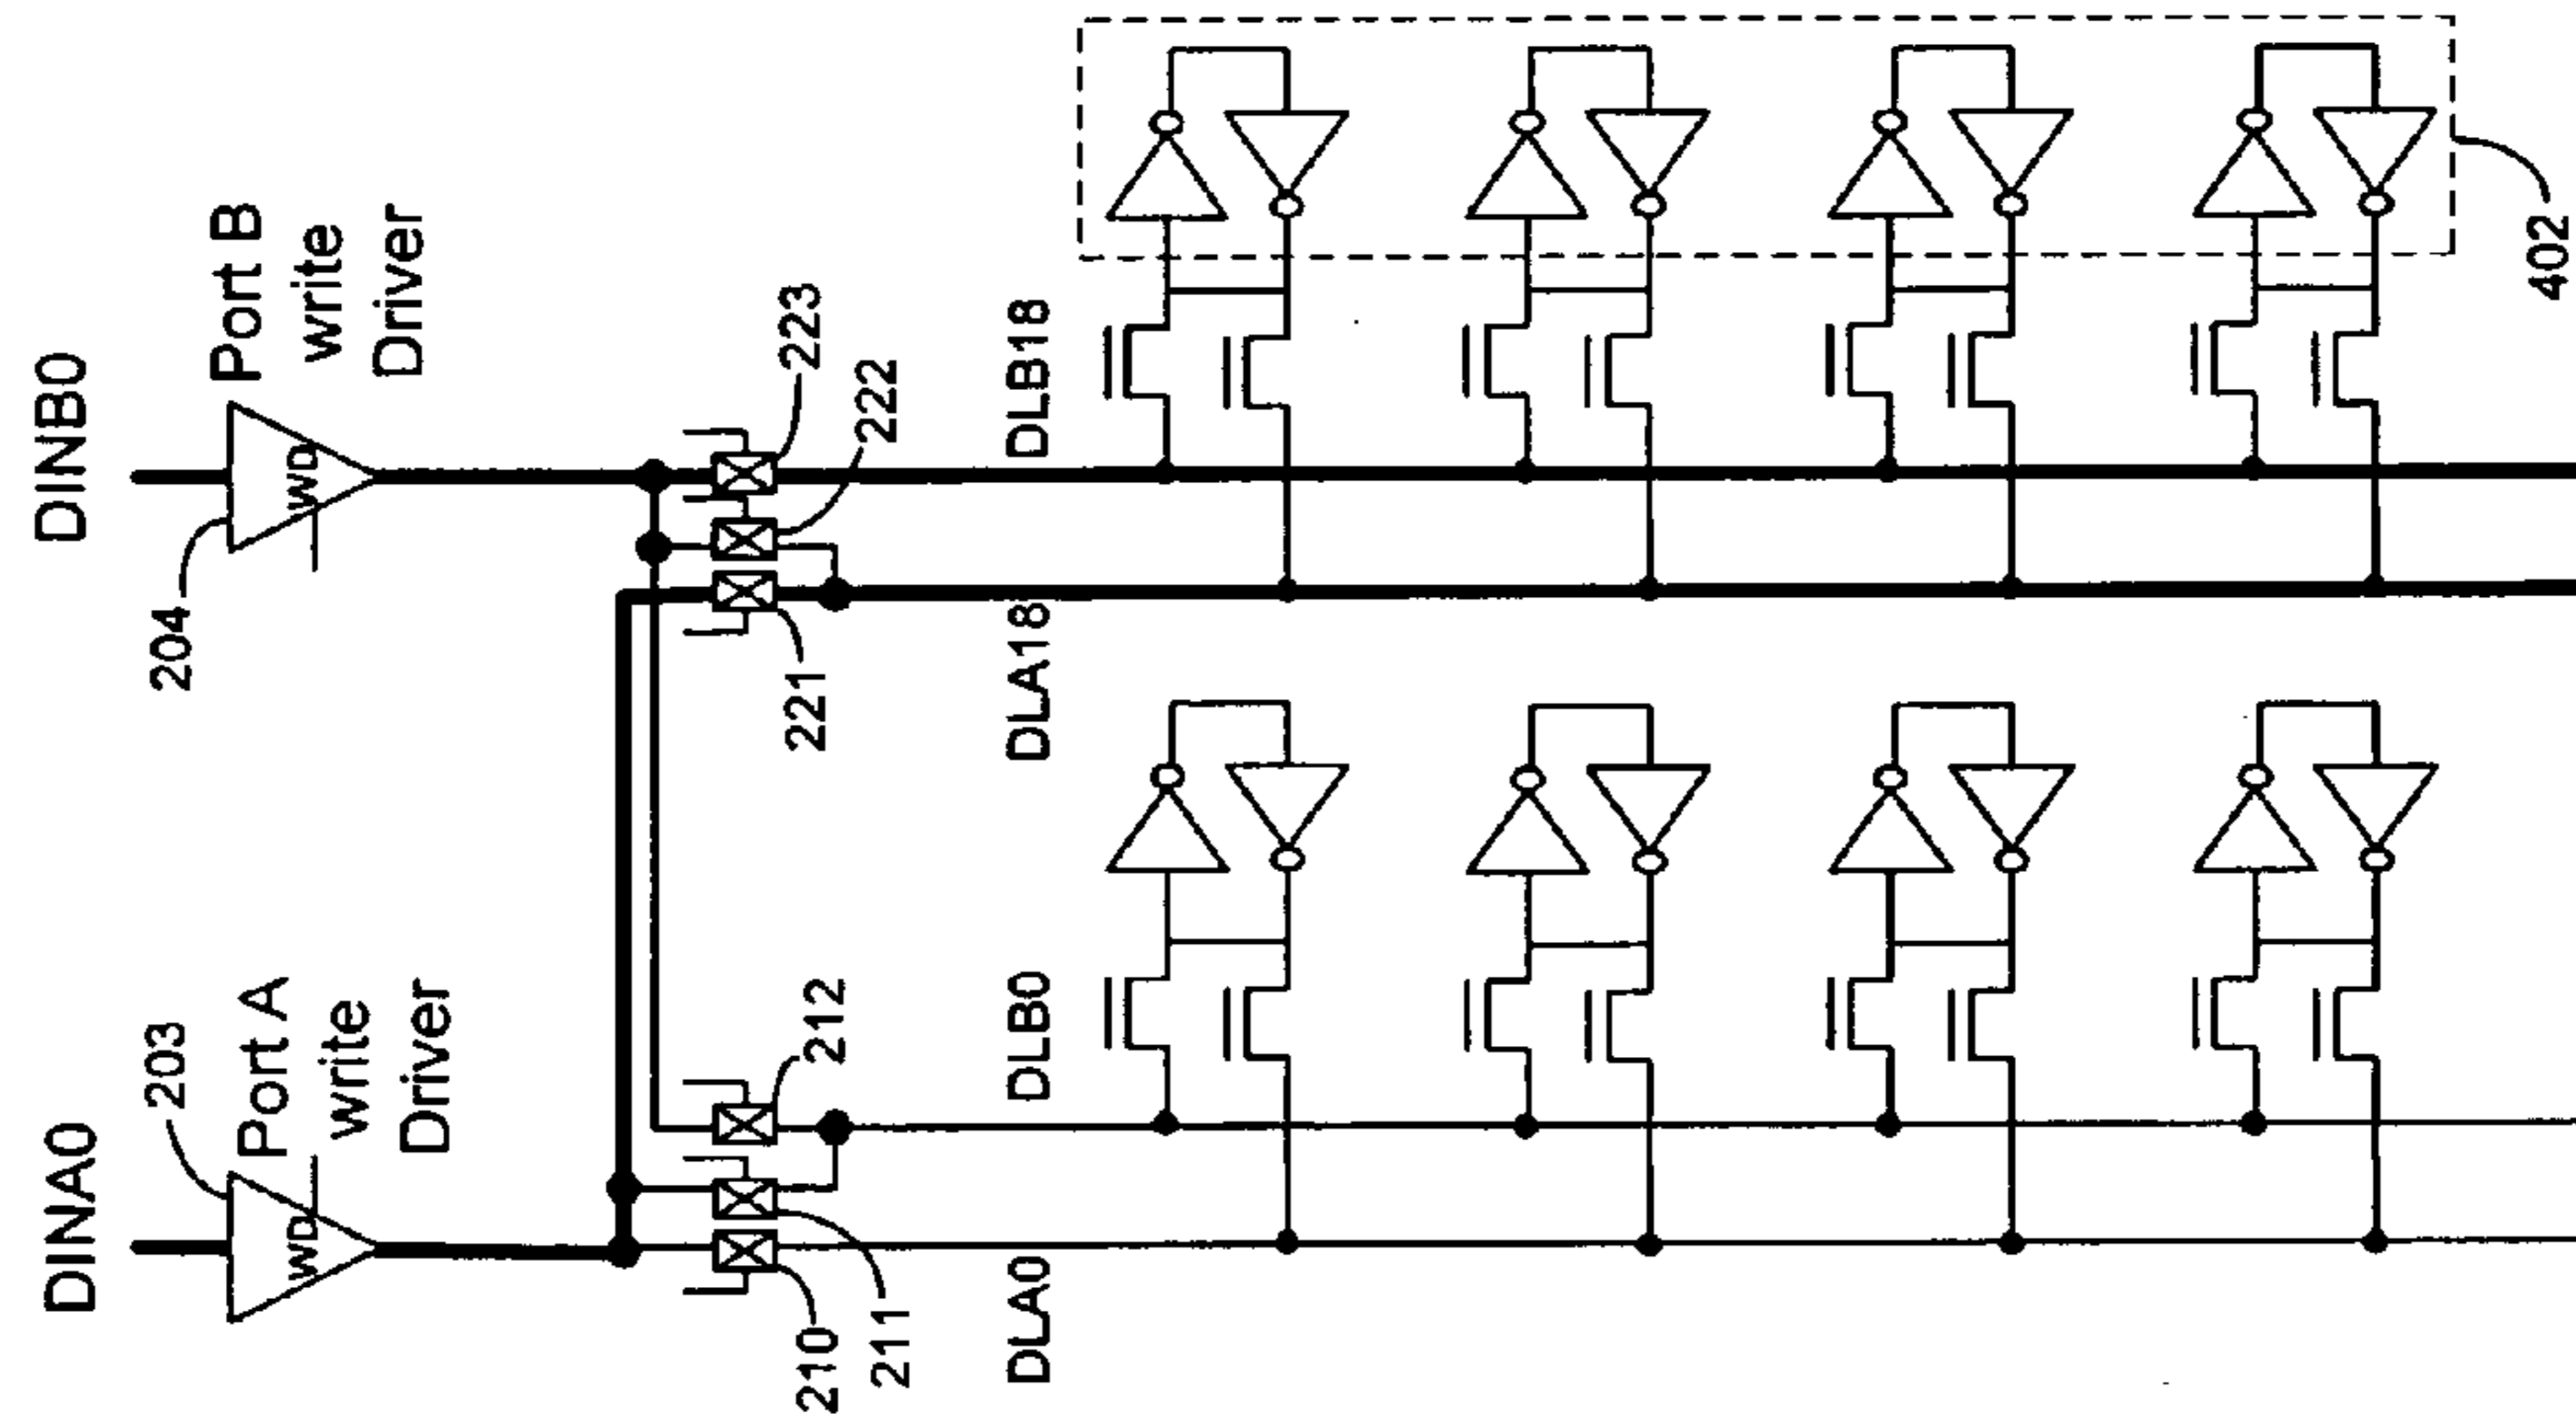 DINA0
203
WD
Port A
write
Driver
210
211
212
DLA0
DLB0
DINB0
204
WD
Port B
write
Driver
221
222
223
DLA18
DLB18
402